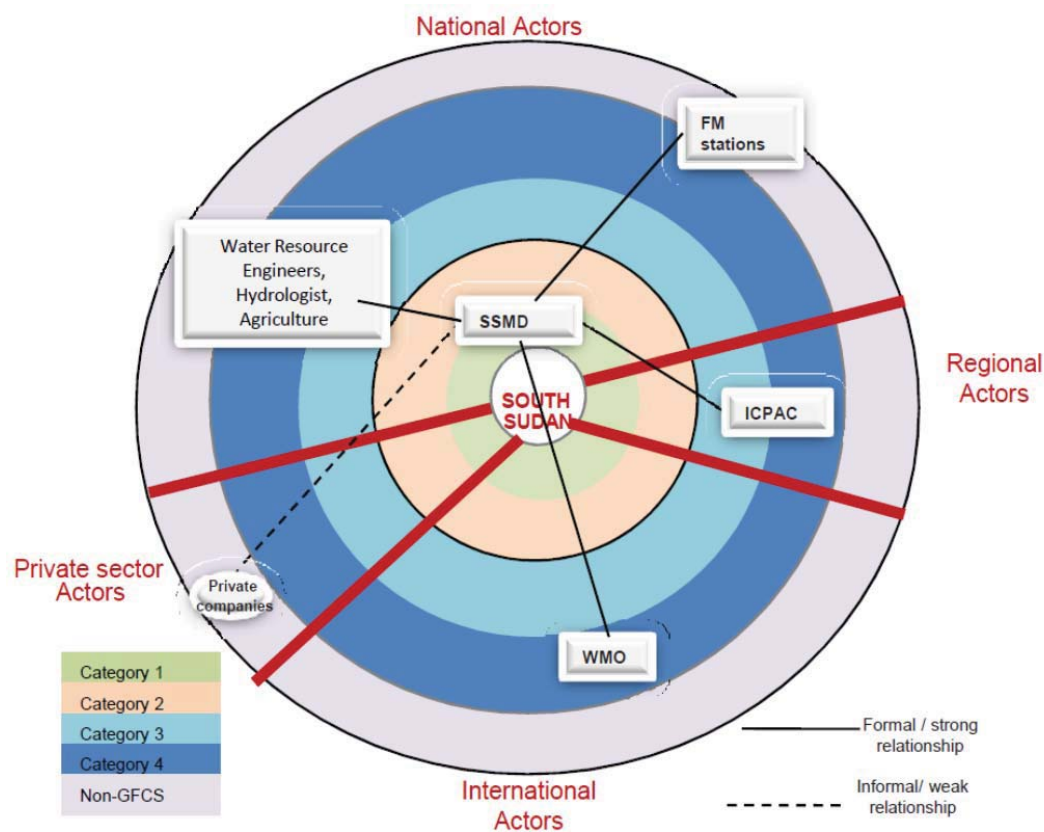 National Actors
FM
stations
Water Resource
Engineers,
Hydrologist,
Agriculture
SSMD
SOUTH
SUDAN
Regional
Actors
ICPAC
Private sector
Actors
Private
companies
WMO
International
Actors
Category 1
Category 2
Category 3
Category 4
Non-GFCS
Formal / strong
relationship
Informal/ weak
relationship